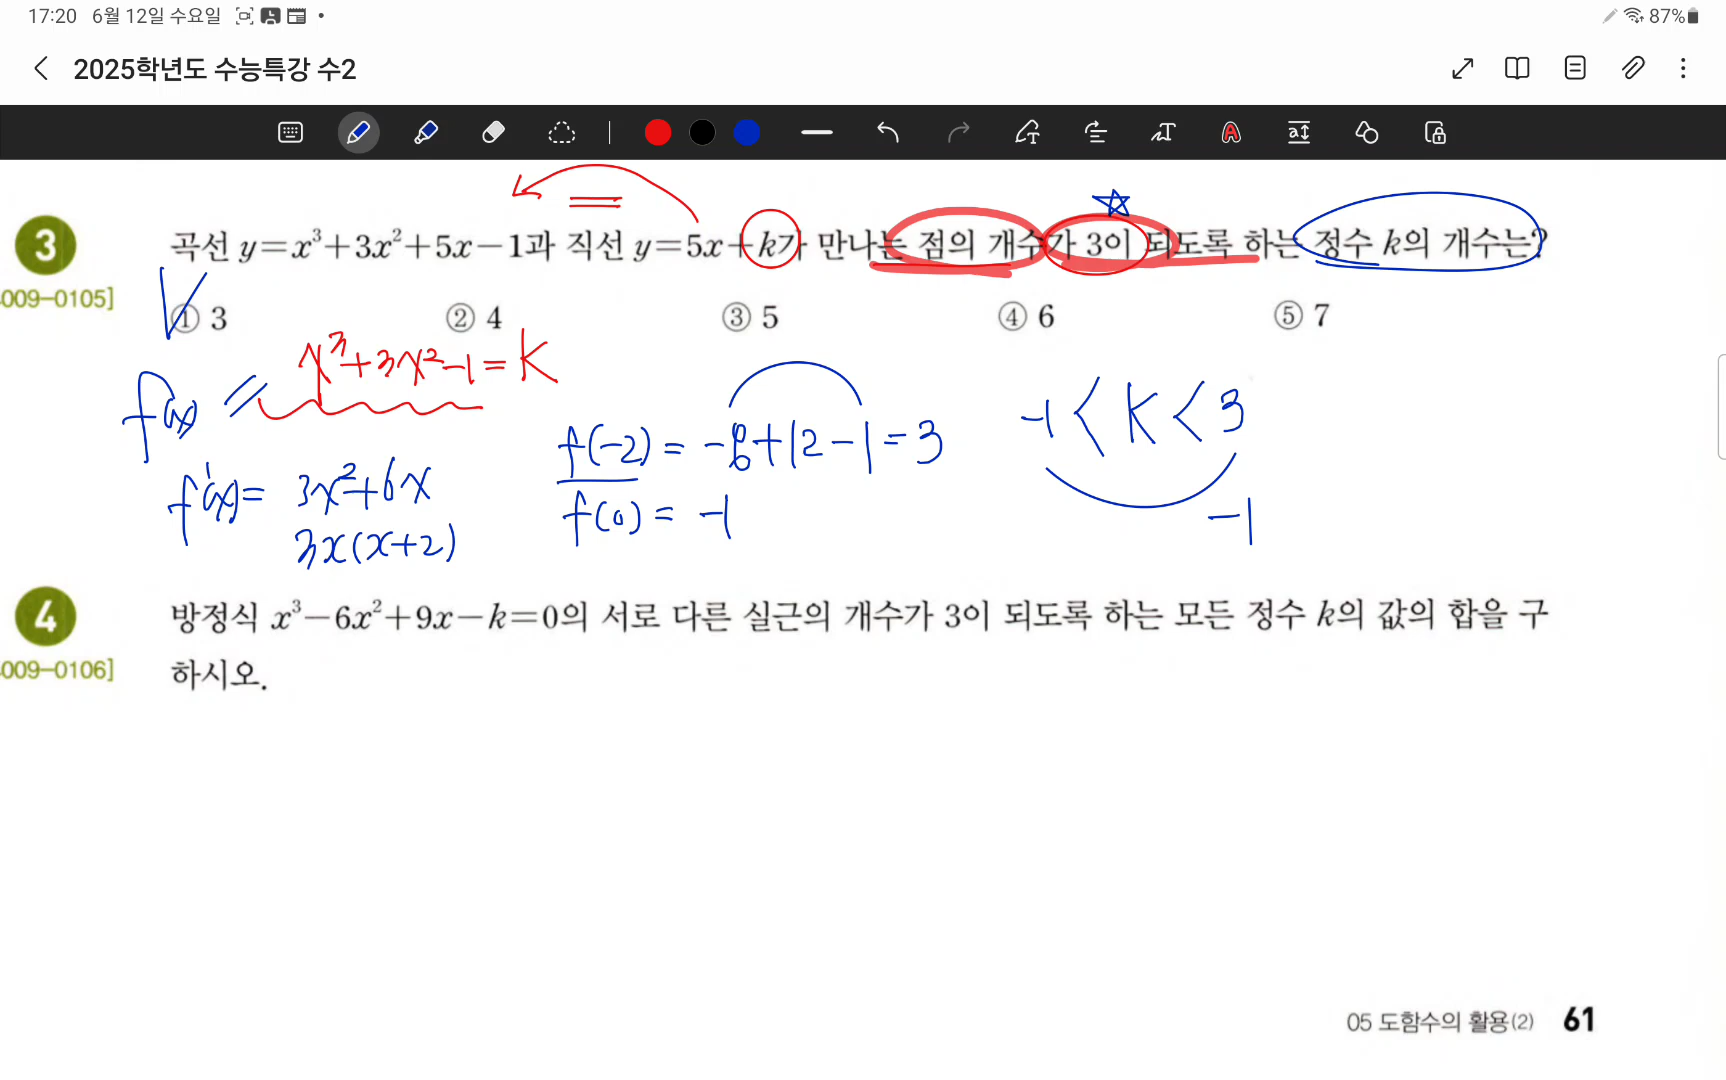 17:20 6월 12일 수요일 87%
2025학년도 수능특강 수2
3
곡선 y=x³+3x²+5x−1과 직선 y=5x+k가 만나는 점의 개수가 3이 되도록 하는 정수 k의 개수는?
009-0105]
① 3 ② 4 ③ 5 ④ 6 ⑤ 7
f(x) = x³+3x²-1=k
f'(x)= 3x²+6x
3x(x+2)
f(-2) = -8+12-1=3
f(0) = -1
-1<k<3
-1
4
방정식 x³−6x²+9x−k=0의 서로 다른 실근의 개수가 3이 되도록 하는 모든 정수 k의 값의 합을 구
009-0106]
하시오.
05 도함수의 활용(2) 61